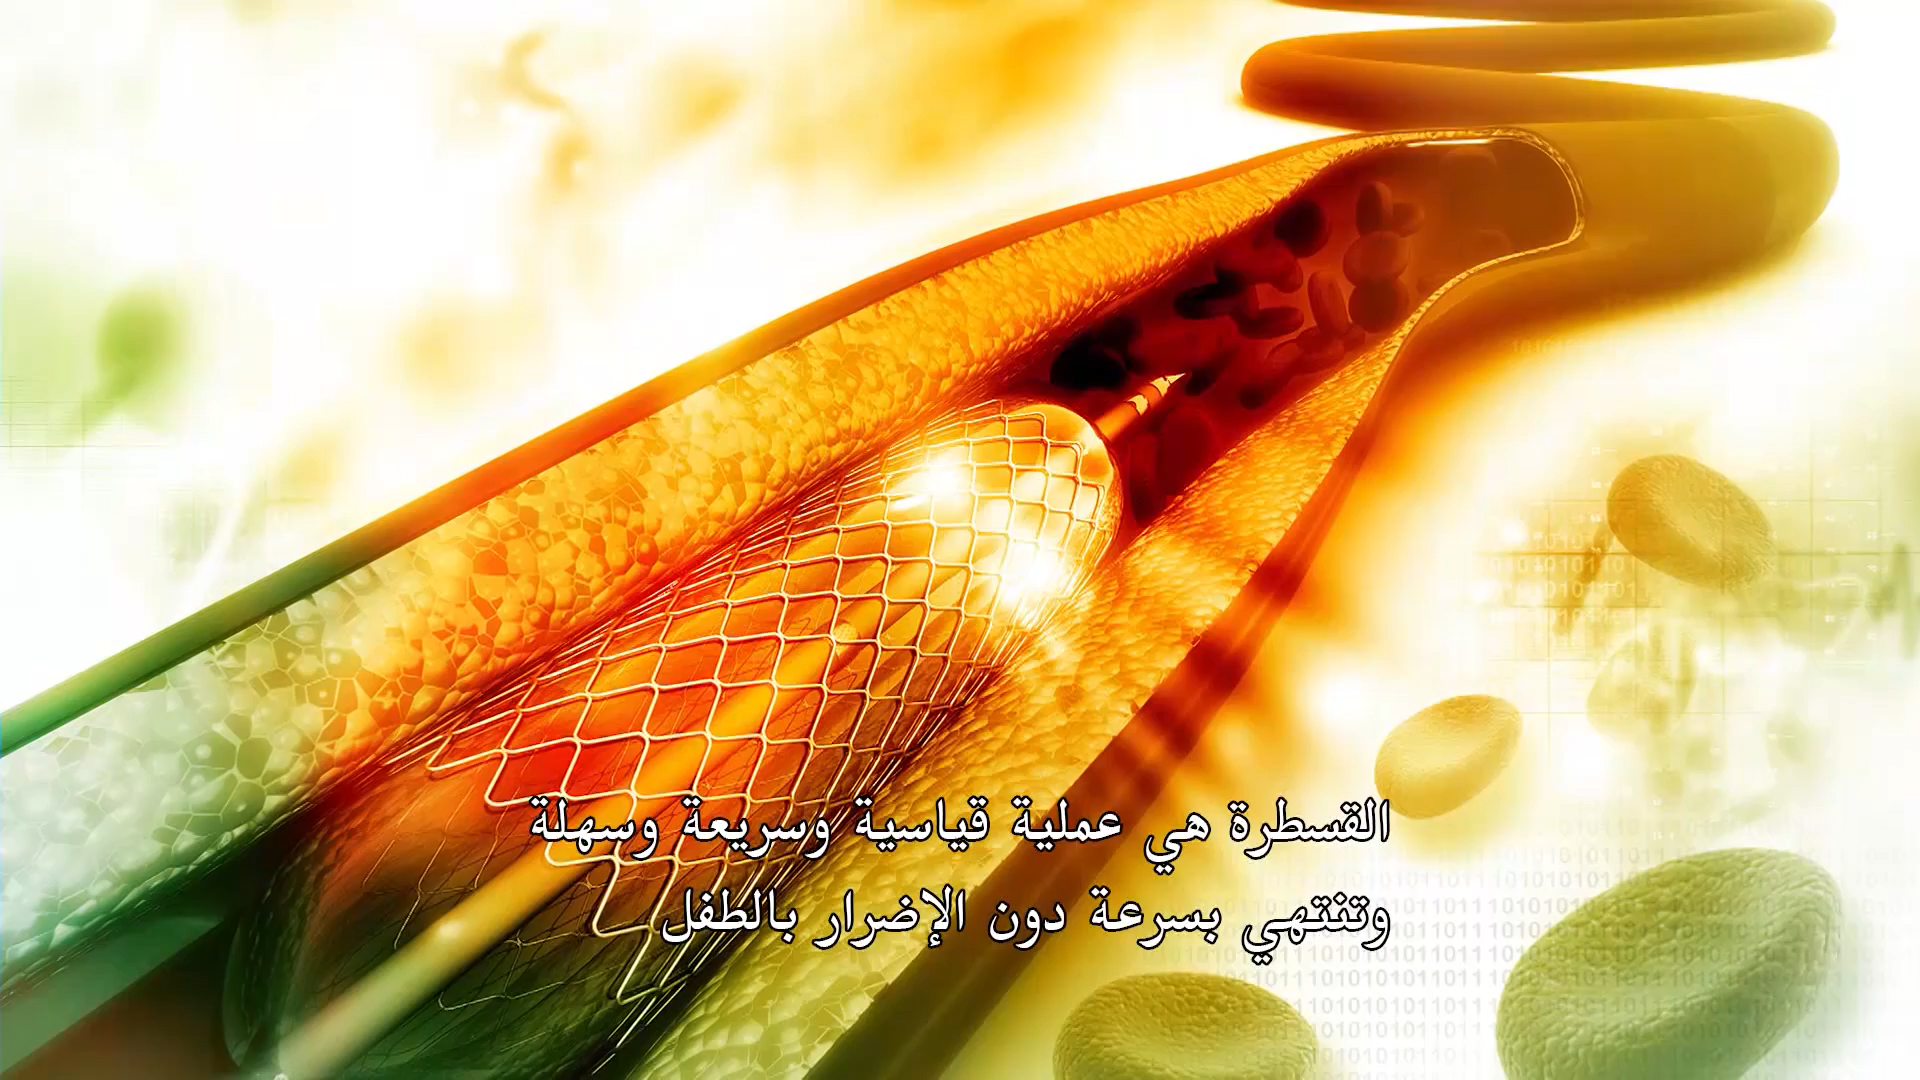 القسطرة هي عملية قياسية وسريعة وسهلة
وتنتهي بسرعة دون الإضرار بالطفل